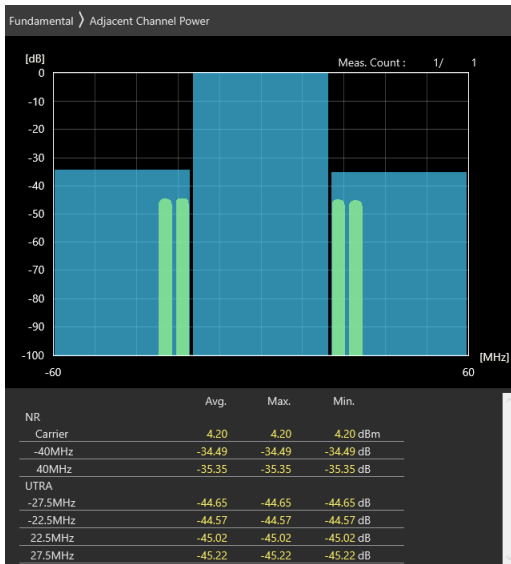 Fundamental 〉 Adjacent Channel Power
[dB]
Meas. Count : 1/ 1
0
-10
-20
-30
-40
-50
-60
-70
-80
-90
-100
[MHz]
-60 60
Avg. Max. Min.
NR
Carrier 4.20 4.20 4.20 dBm
-40MHz -34.49 -34.49 -34.49 dB
40MHz -35.35 -35.35 -35.35 dB
UTRA
-27.5MHz -44.65 -44.65 -44.65 dB
-22.5MHz -44.57 -44.57 -44.57 dB
22.5MHz -45.02 -45.02 -45.02 dB
27.5MHz -45.22 -45.22 -45.22 dB